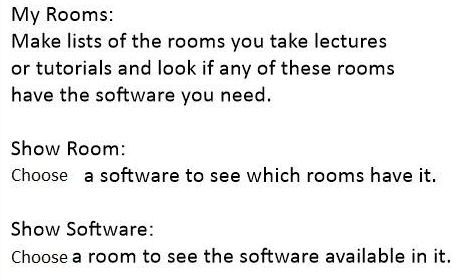 My Rooms:
Make lists of the rooms you take lectures
or tutorials and look if any of these rooms
have the software you need.
Show Room:
Choose a software to see which rooms have it.
Show Software:
Choose a room to see the software available in it.